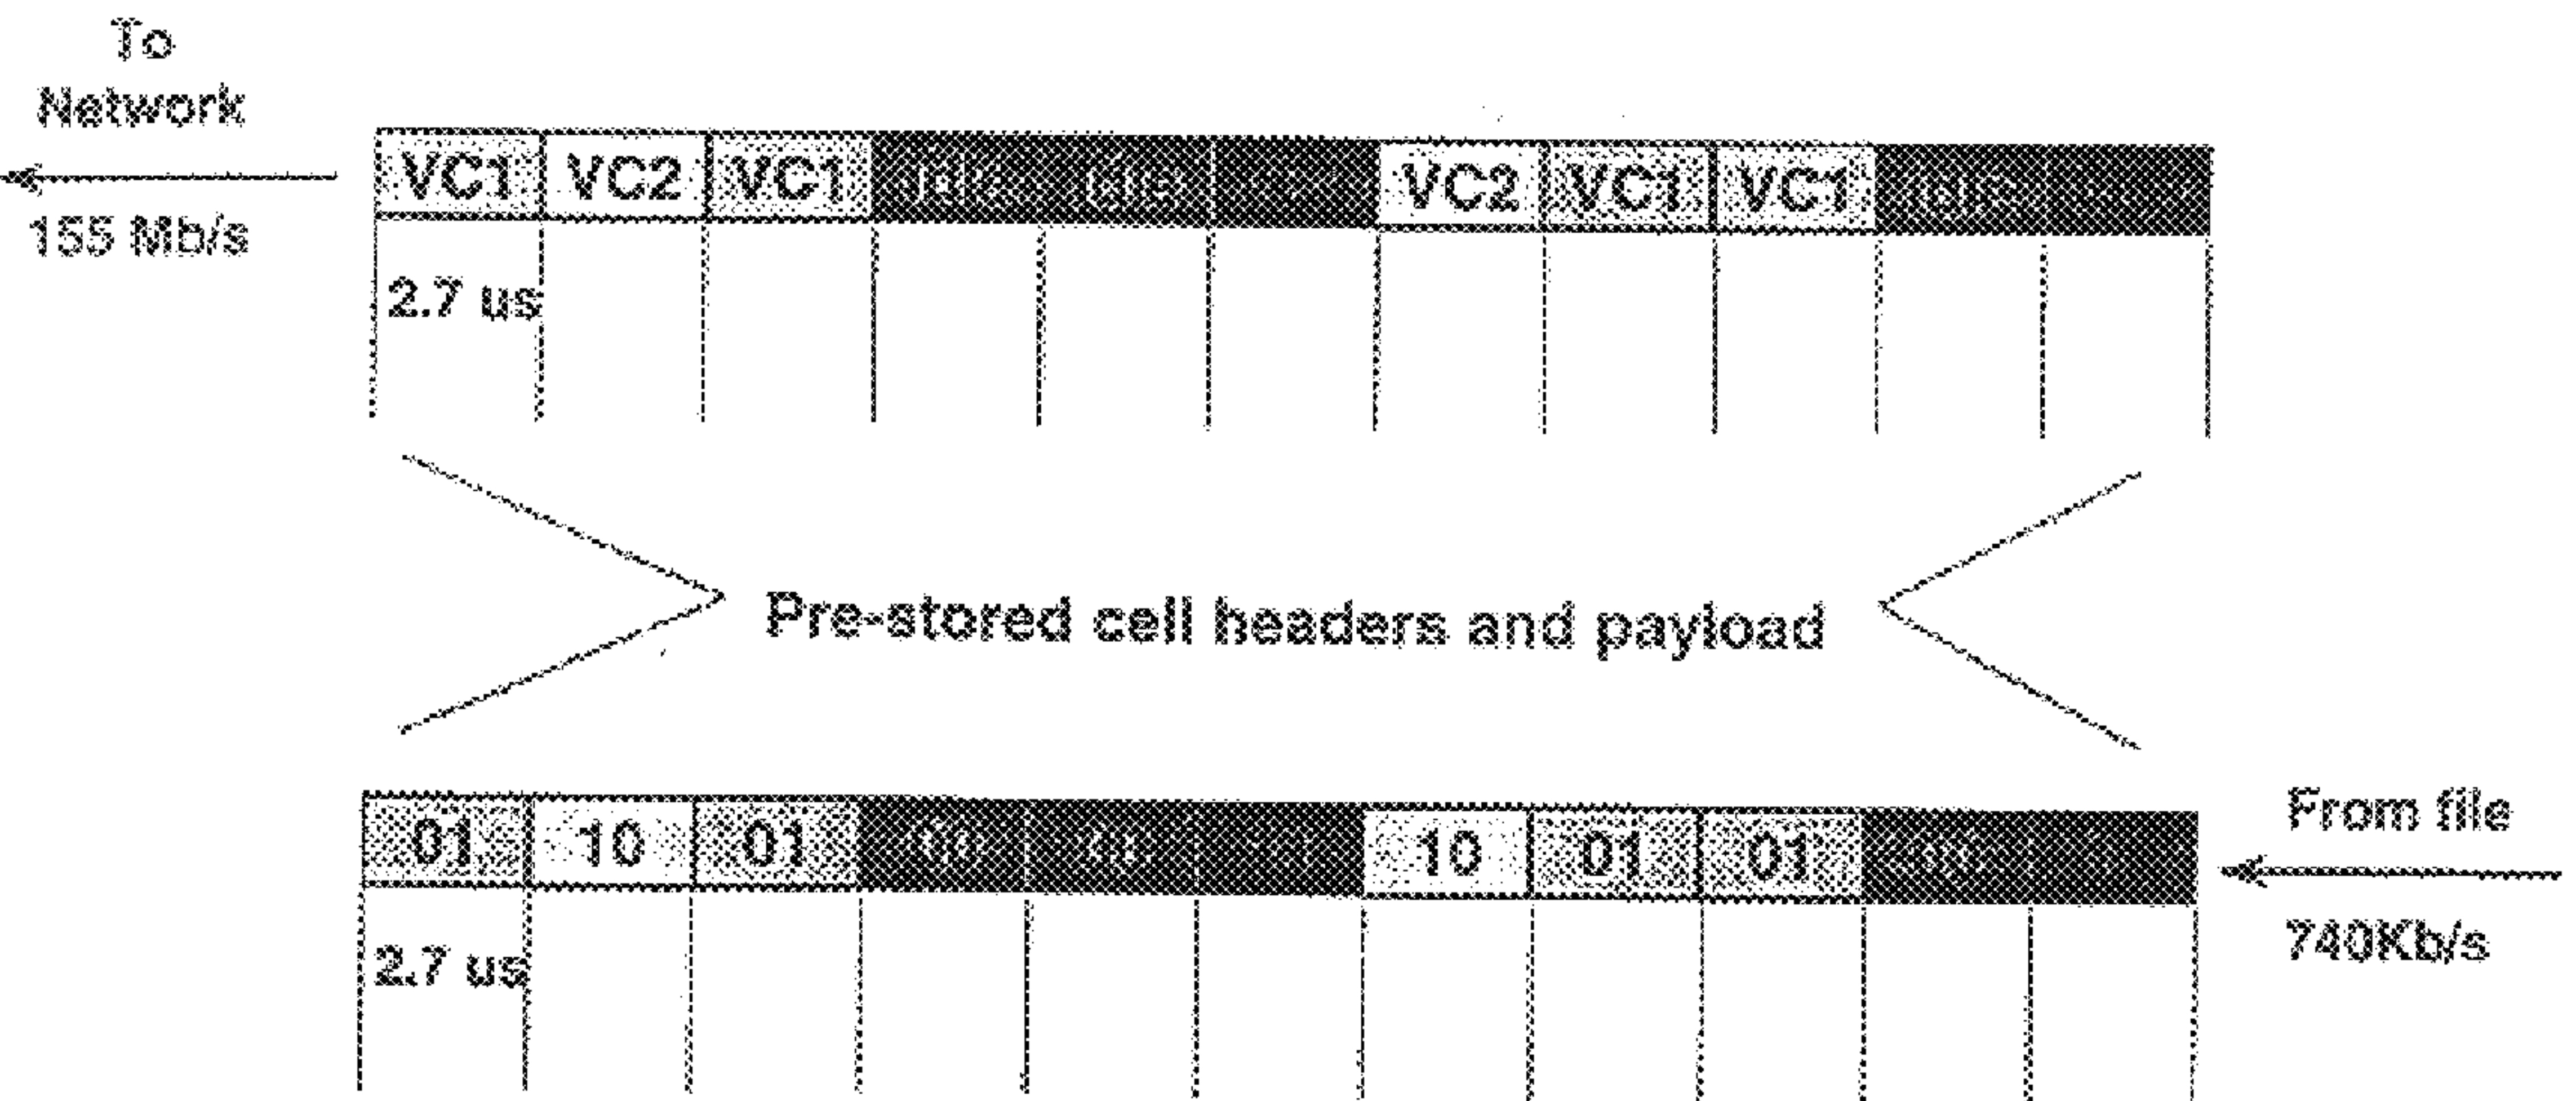 To
Network
155 Mb/s
VC1 VC2 VC1 VC2 VC1 VC1
2.7 us
Pre-stored cell headers and payload
01 10 01 10 01 01
2.7 us
From file
740Kb/s